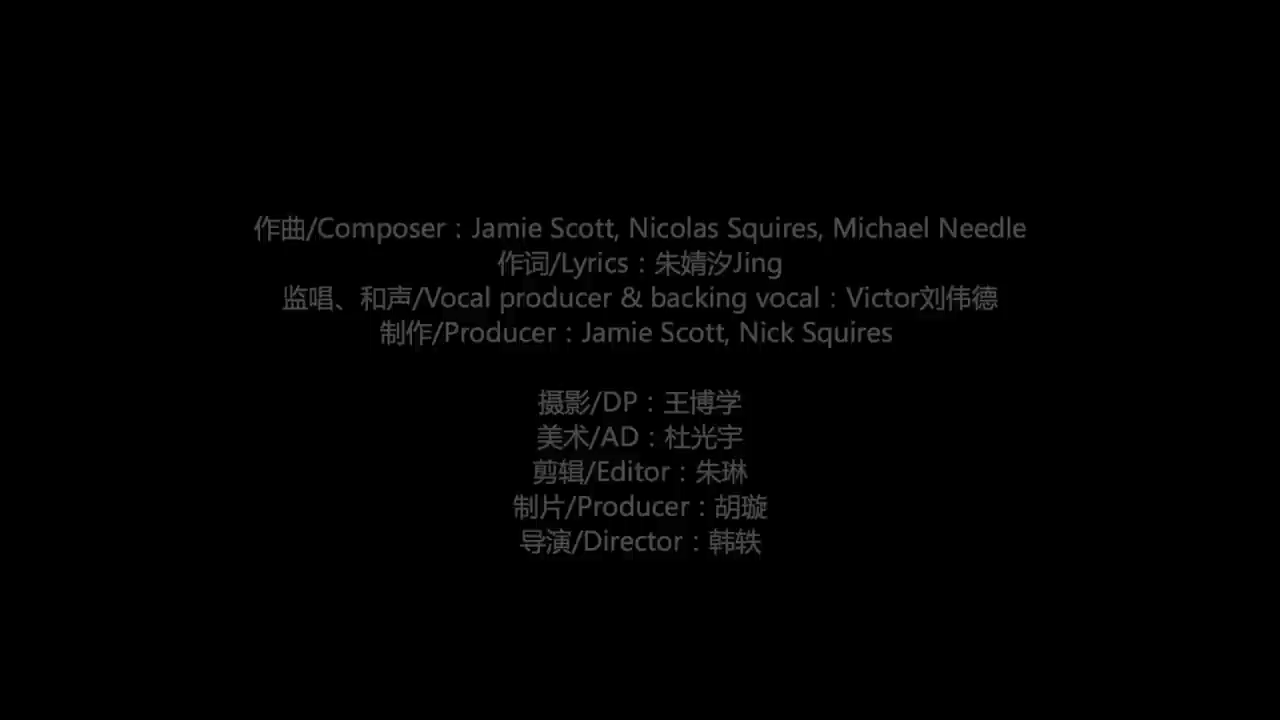 作曲/Composer：Jamie Scott, Nicolas Squires, Michael Needle
作词/Lyrics：朱婧汐Jing
监唱、和声/Vocal producer & backing vocal：Victor刘伟德
制作/Producer：Jamie Scott, Nick Squires
摄影/DP：王博学
美术/AD：杜光宇
剪辑/Editor：朱琳
制片/Producer：胡璇
导演/Director：韩轶